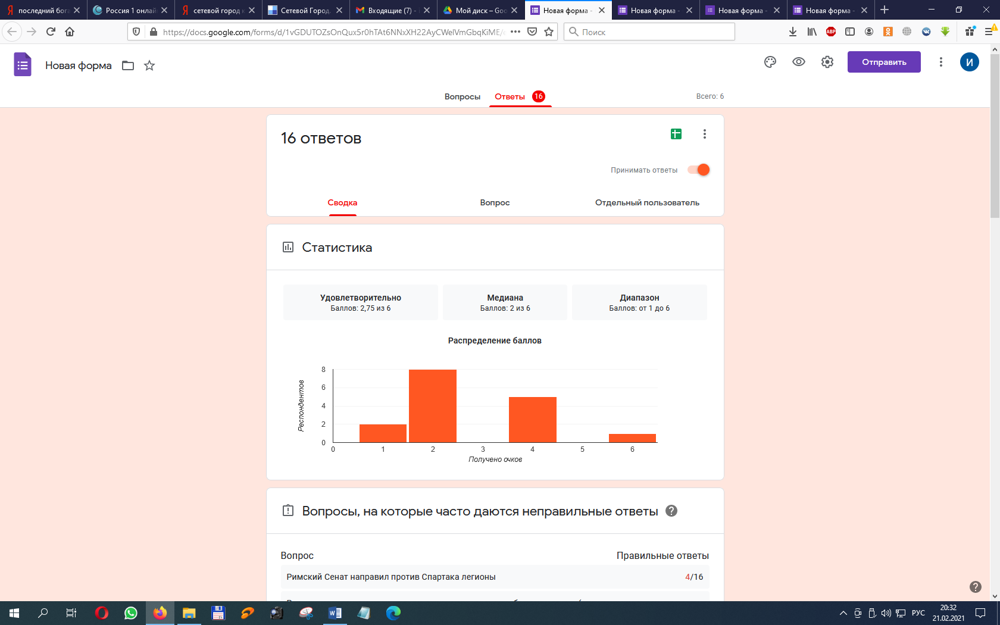 последний бога
Россия 1 онлай
сетевой город к
Сетевой Город.
Входящие (7) -
Мой диск – Goo
Новая форма -
Новая форма -
Новая форма -
Новая форма -
https://docs.google.com/forms/d/1vGDUTOZsOnQux5r0hTAt6NNxXH22AyCWelVmGbqKiME/e
Поиск
ABP
Новая форма
Отправить
И
Вопросы
Ответы
16
Всего: 6
16 ответов
Принимать ответы
Сводка
Вопрос
Отдельный пользователь
Статистика
Удовлетворительно
Баллов: 2,75 из 6
Медиана
Баллов: 2 из 6
Диапазон
Баллов: от 1 до 6
Распределение баллов
Респондентов
8
6
4
2
0
0 1 2 3 4 5 6
Получено очков
Вопросы, на которые часто даются неправильные ответы
Вопрос
Правильные ответы
Римский Сенат направил против Спартака легионы
4/16
РУС
20:32
21.02.2021